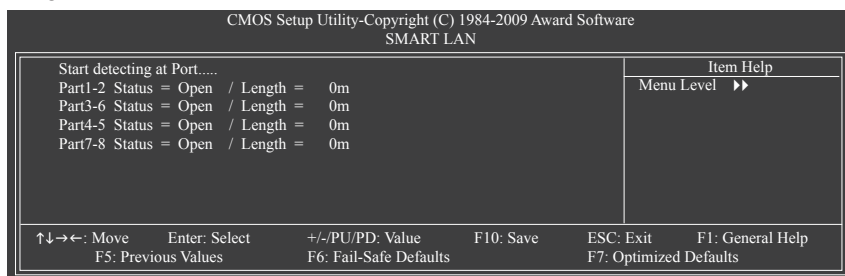 CMOS Setup Utility-Copyright (C) 1984-2009 Award Software
SMART LAN
Start detecting at Port.....
Part1-2 Status = Open / Length = 0m
Part3-6 Status = Open / Length = 0m
Part4-5 Status = Open / Length = 0m
Part7-8 Status = Open / Length = 0m
Item Help
Menu Level ▶▶
↑↓→←: Move Enter: Select +/-/PU/PD: Value F10: Save ESC: Exit F1: General Help
F5: Previous Values F6: Fail-Safe Defaults F7: Optimized Defaults